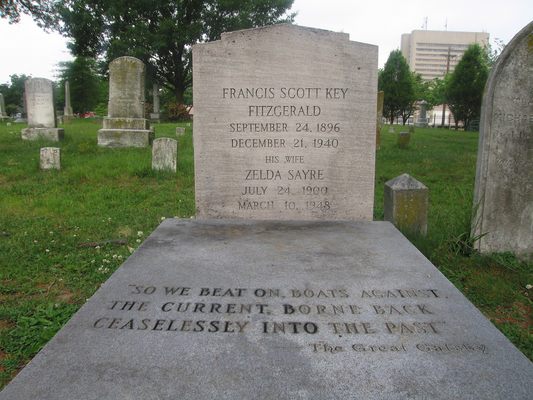 FRANCIS SCOTT KEY
FITZGERALD
SEPTEMBER 24, 1896
DECEMBER 21, 1940
HIS WIFE
ZELDA SAYRE
JULY 24, 1900
MARCH 10, 1948
"SO WE BEAT ON, BOATS AGAINST
THE CURRENT, BORNE BACK
CEASELESSLY INTO THE PAST"
The Great Gatsby